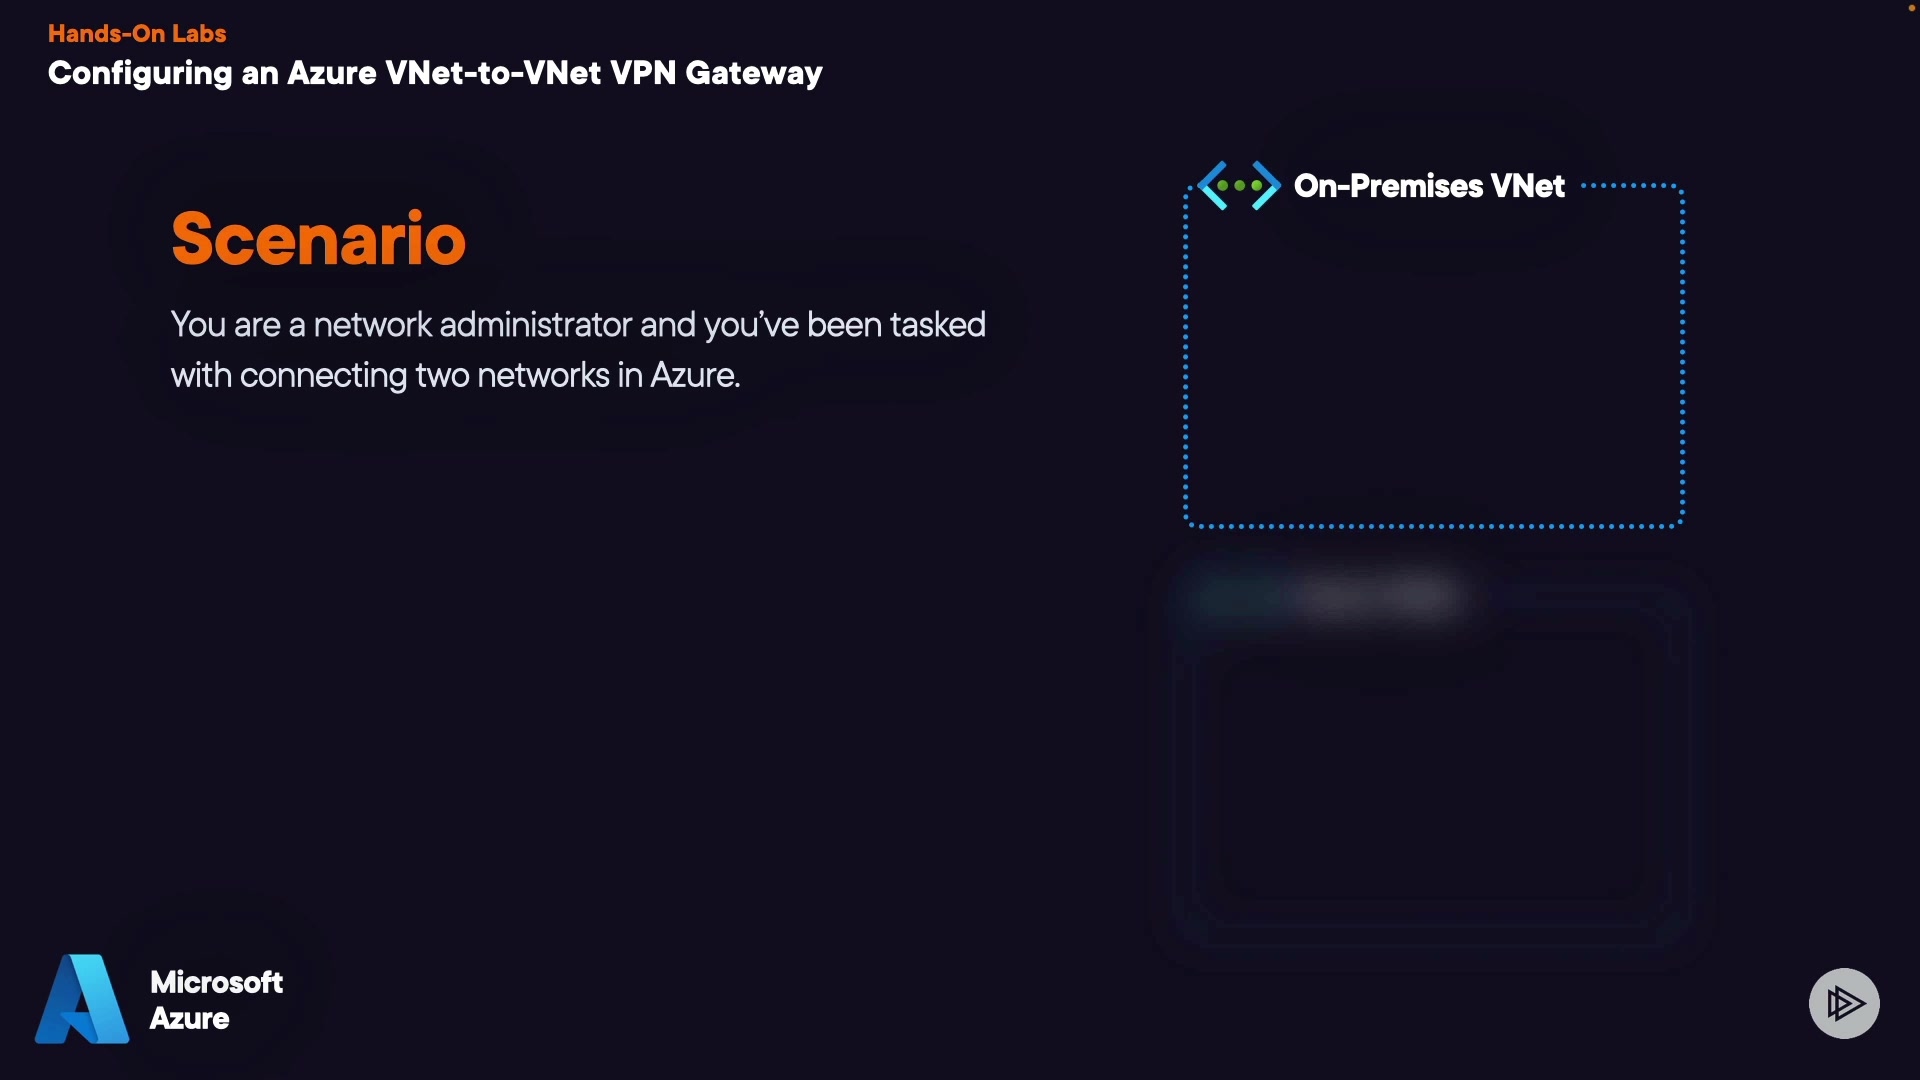 Hands-On Labs
Configuring an Azure VNet-to-VNet VPN Gateway
Scenario
You are a network administrator and you’ve been tasked
with connecting two networks in Azure.
On-Premises VNet
Microsoft
Azure